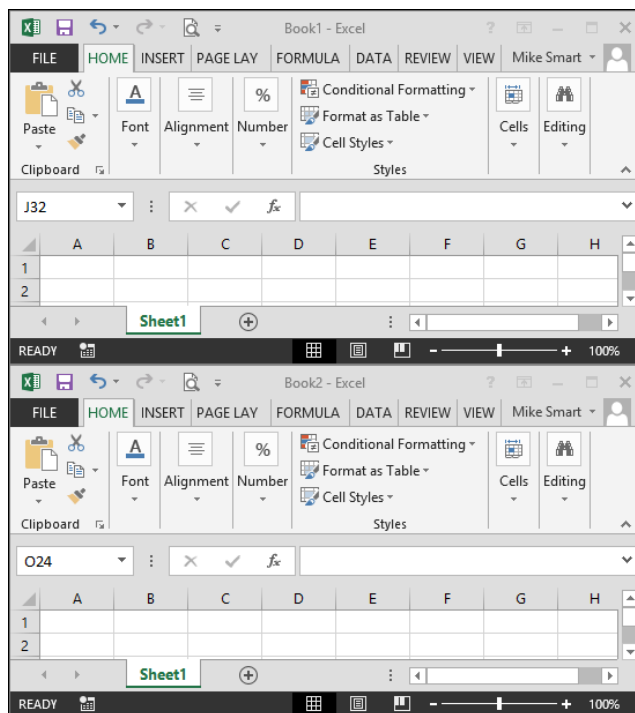 Book1 - Excel ?
FILE HOME INSERT PAGE LAY FORMULA DATA REVIEW VIEW Mike Smart
Paste Font Alignment Number % Conditional Formatting Format as Table Cell Styles Cells Editing
Clipboard Styles
J32 fx
A B C D E F G H
1
2
Sheet1
READY 100%
Book2 - Excel ?
FILE HOME INSERT PAGE LAY FORMULA DATA REVIEW VIEW Mike Smart
Paste Font Alignment Number % Conditional Formatting Format as Table Cell Styles Cells Editing
Clipboard Styles
O24 fx
A B C D E F G H
1
2
Sheet1
READY 100%